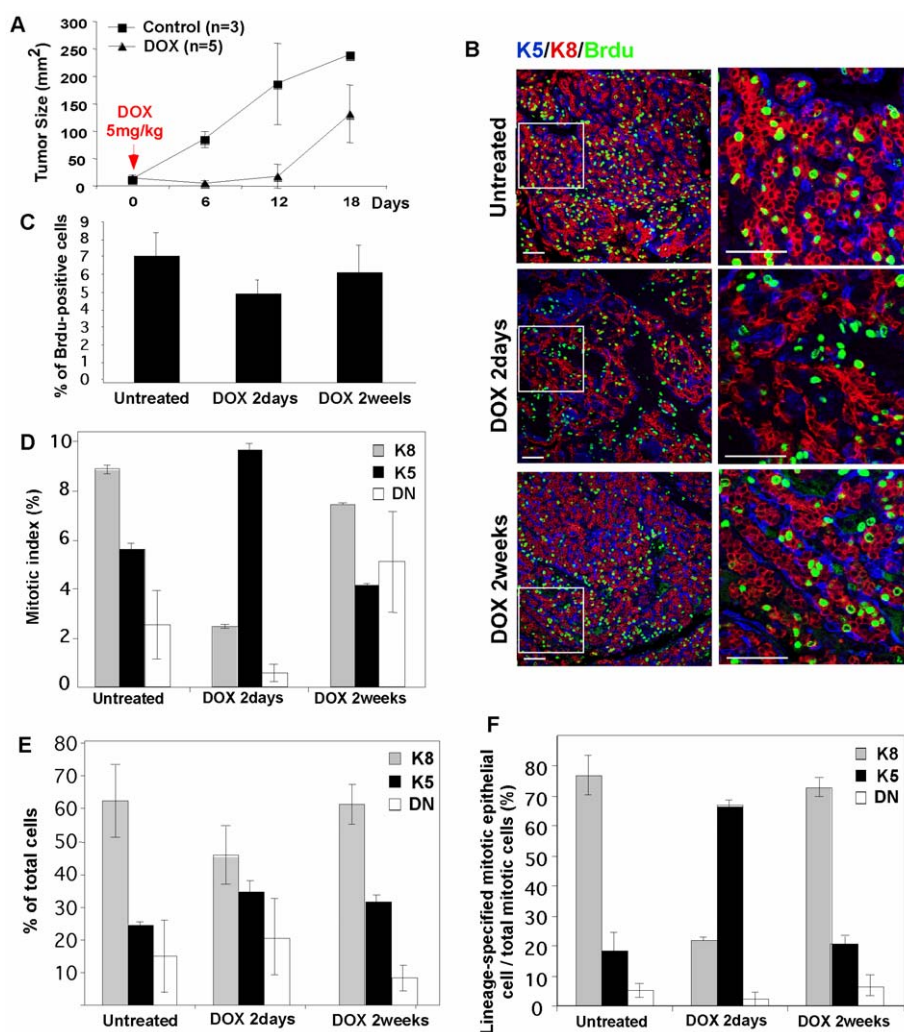 A
Control (n=3)
DOX (n=5)
Tumor Size (mm²)
300
250
200
150
100
50
0
DOX
5mg/kg
0 6 12 18 Days
B
K5/K8/Brdu
Untreated
DOX 2days
DOX 2weeks
C
% of Brdu-positive cells
9
8
7
6
5
4
3
2
1
0
Untreated DOX 2days DOX 2weels
D
Mitotic index (%)
10
8
6
4
2
0
K8
K5
DN
Untreated DOX 2days DOX 2weeks
E
% of total cells
80
70
60
50
40
30
20
10
0
K8
K5
DN
Untreated DOX 2days DOX 2weeks
F
Lineage-specified mitotic epithelial
cell / total mitotic cells (%)
80
70
60
50
40
30
20
10
0
K8
K5
DN
Untreated DOX 2days DOX 2weeks